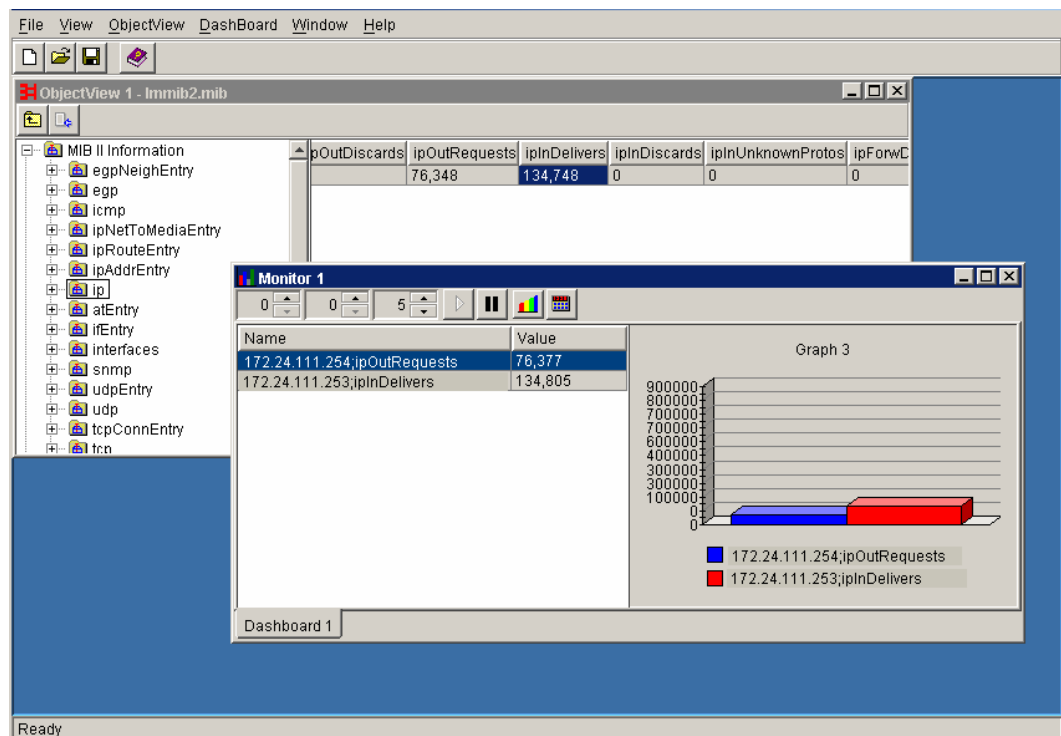 File View ObjectView DashBoard Window Help
ObjectView 1 - lmmib2.mib
MIB II Information
egpNeighEntry
egp
icmp
ipNetToMediaEntry
ipRouteEntry
ipAddrEntry
ip
atEntry
ifEntry
interfaces
snmp
udpEntry
udp
tcpConnEntry
tcp
pOutDiscards ipOutRequests ipInDelivers ipInDiscards ipInUnknownProtos ipForwD
76,348 134,748 0 0 0
Monitor 1
0 0 5
Name Value
172.24.111.254;ipOutRequests 76,377
172.24.111.253;ipInDelivers 134,805
Graph 3
900000
800000
700000
700000
600000
400000
300000
300000
100000
0
0
172.24.111.254;ipOutRequests
172.24.111.253;ipInDelivers
Dashboard 1
Ready